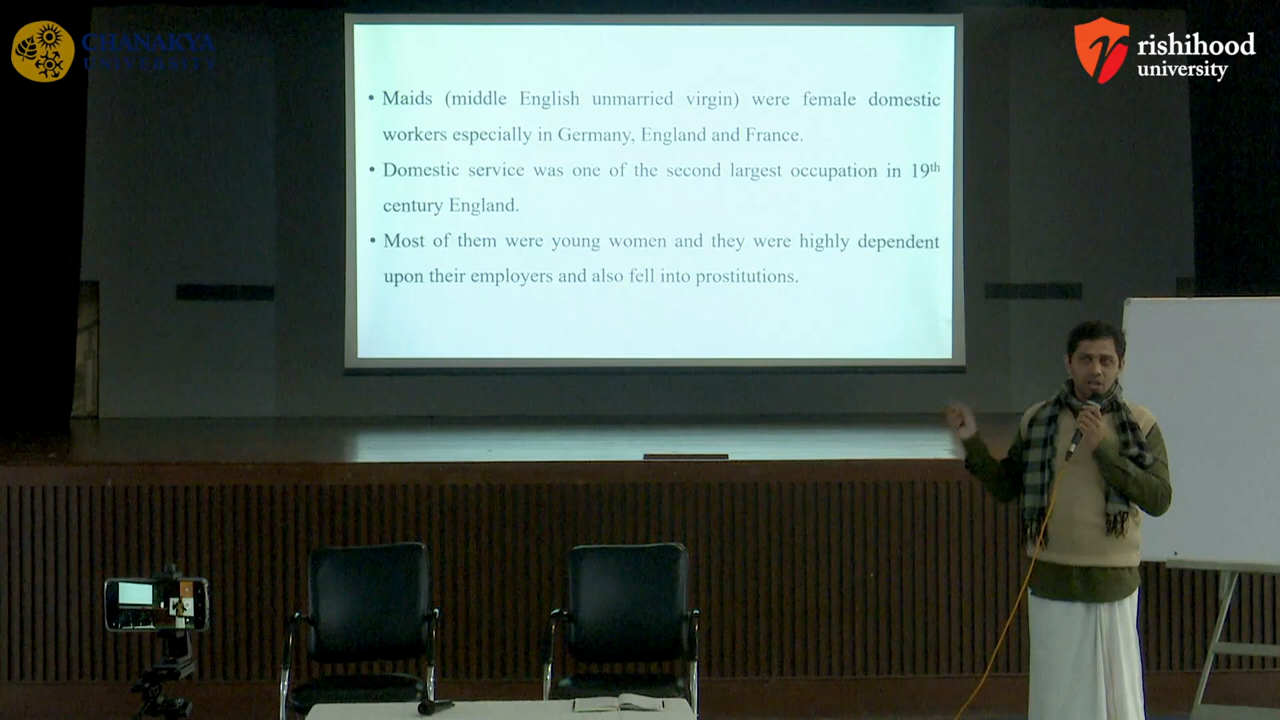 CHANAKYA
UNIVERSITY
rishihood
university
• Maids (middle English unmarried virgin) were female domestic
workers especially in Germany, England and France.
• Domestic service was one of the second largest occupation in 19th
century England.
• Most of them were young women and they were highly dependent
upon their employers and also fell into prostitutions.